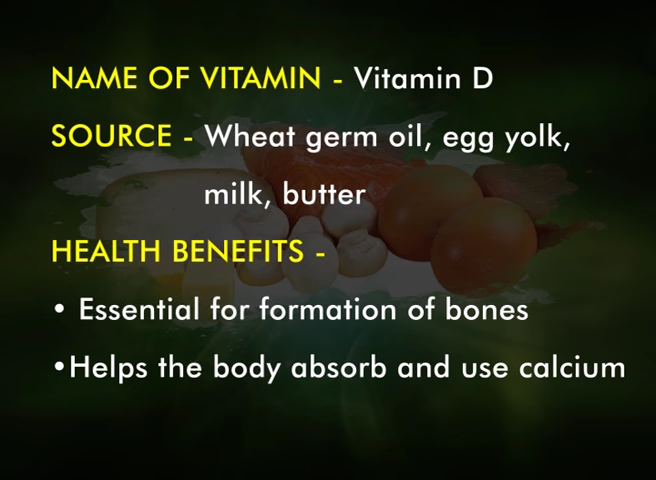 NAME OF VITAMIN - Vitamin D
SOURCE - Wheat germ oil, egg yolk,
milk, butter
HEALTH BENEFITS -
• Essential for formation of bones
•Helps the body absorb and use calcium